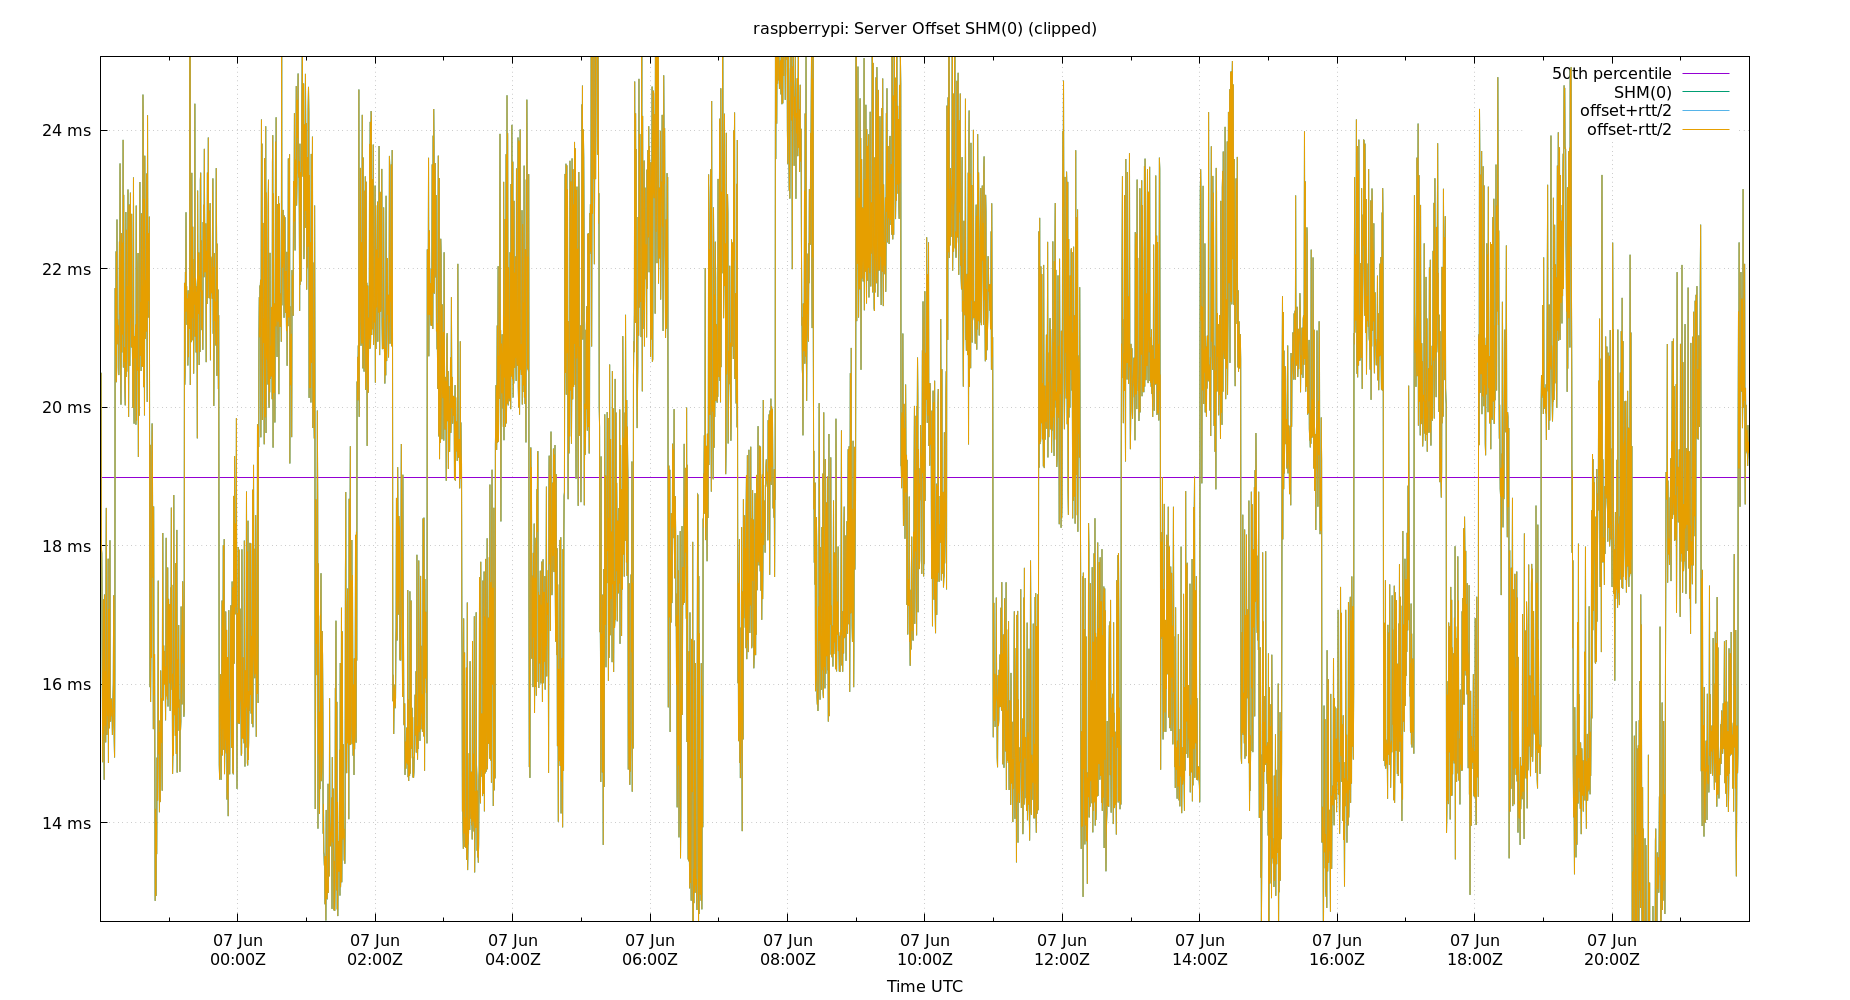 raspberrypi: Server Offset SHM(0) (clipped)
50th percentile
SHM(0)
offset+rtt/2
offset-rtt/2
24 ms
22 ms
20 ms
18 ms
16 ms
14 ms
07 Jun 07 Jun 07 Jun 07 Jun 07 Jun 07 Jun 07 Jun 07 Jun 07 Jun 07 Jun 07 Jun
00:00Z 02:00Z 04:00Z 06:00Z 08:00Z 10:00Z 12:00Z 14:00Z 16:00Z 18:00Z 20:00Z
Time UTC